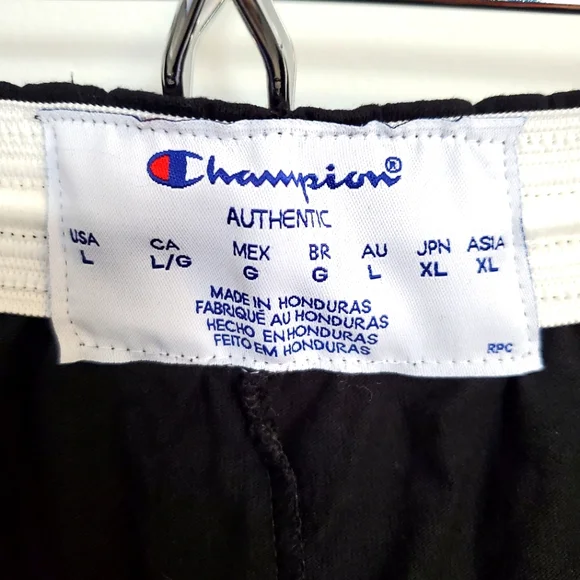 Champion®
AUTHENTIC
USA CA MEX BR AU JPN ASIA
L L/G G G L XL XL
MADE IN HONDURAS
FABRIQUÉ AU HONDURAS
HECHO EN HONDURAS
FEITO EM HONDURAS
RPC